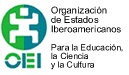 Organización
de Estados
Iberoamericanos
Para la Educación,
la Ciencia
y la Cultura
OEI